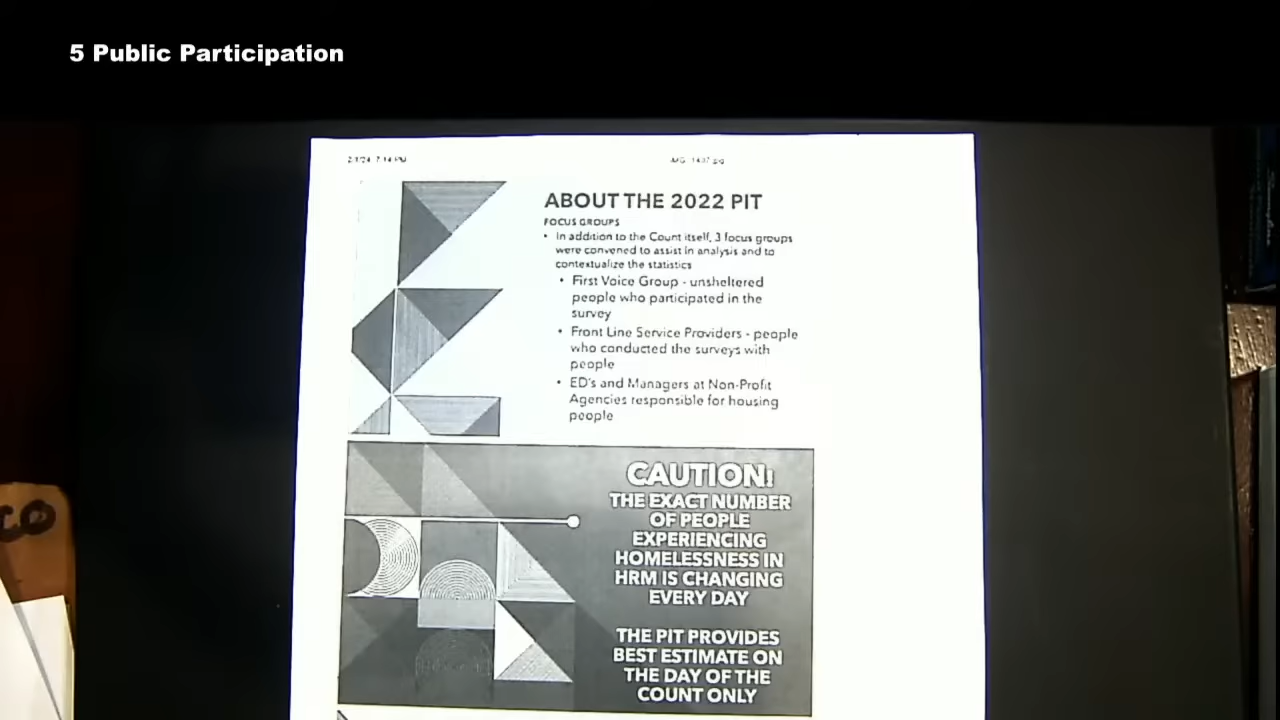 5 Public Participation
ABOUT THE 2022 PIT
FOCUS GROUPS
• In addition to the Count itself, 3 focus groups
were convened to assist in analysis and to
contextualize the statistics
• First Voice Group - unsheltered
people who participated in the
survey
• Front Line Service Providers - people
who conducted the surveys with
people
• ED's and Managers at Non-Profit
Agencies responsible for housing
people
CAUTION!
THE EXACT NUMBER
OF PEOPLE
EXPERIENCING
HOMELESSNESS IN
HRM IS CHANGING
EVERY DAY
THE PIT PROVIDES
BEST ESTIMATE ON
THE DAY OF THE
COUNT ONLY